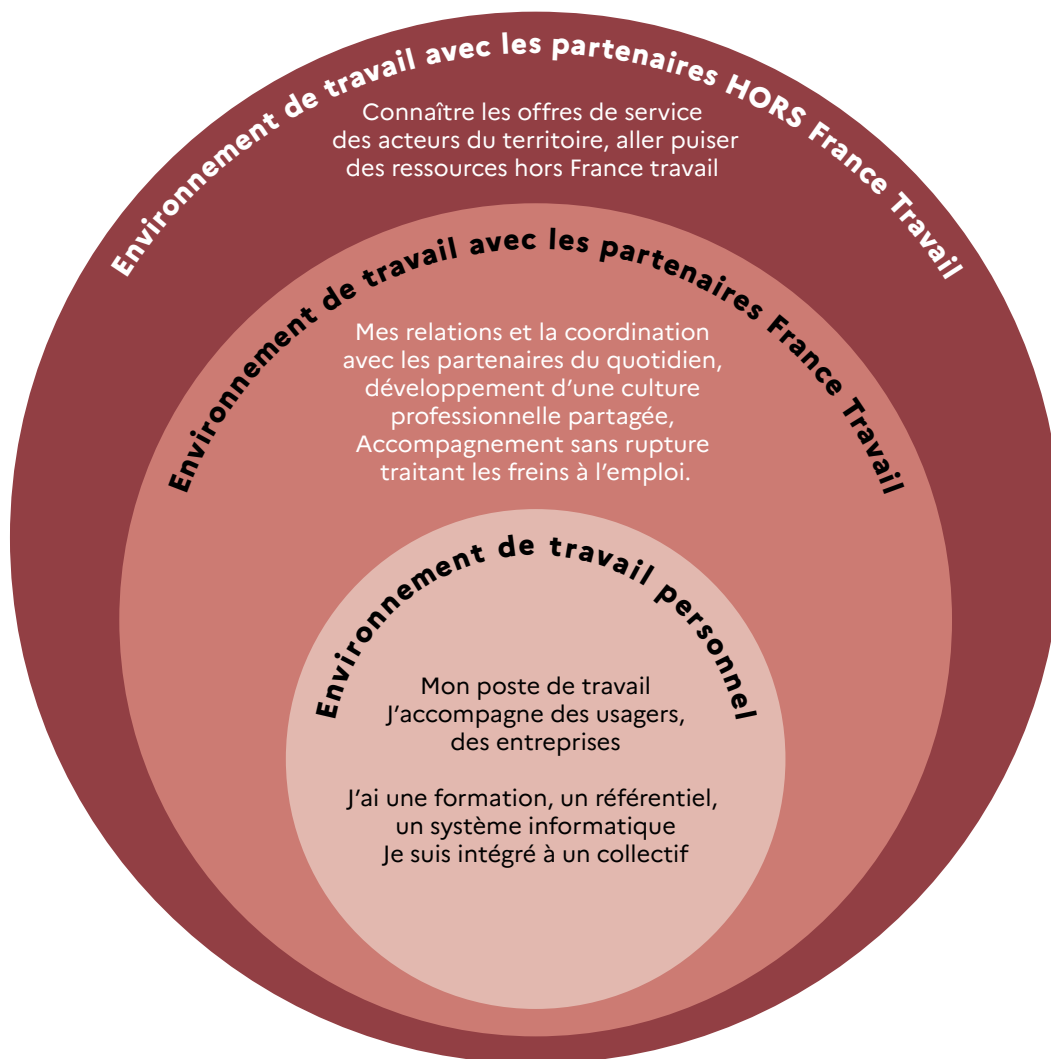 Environnement de travail avec les partenaires HORS France Travail
Connaître les offres de service
des acteurs du territoire, aller puiser
des ressources hors France travail
Environnement de travail avec les partenaires France Travail
Mes relations et la coordination
avec les partenaires du quotidien,
développement d’une culture
professionnelle partagée,
Accompagnement sans rupture
traitant les freins à l’emploi.
Environnement de travail personnel
Mon poste de travail
J’accompagne des usagers,
des entreprises
J’ai une formation, un référentiel,
un système informatique
Je suis intégré à un collectif